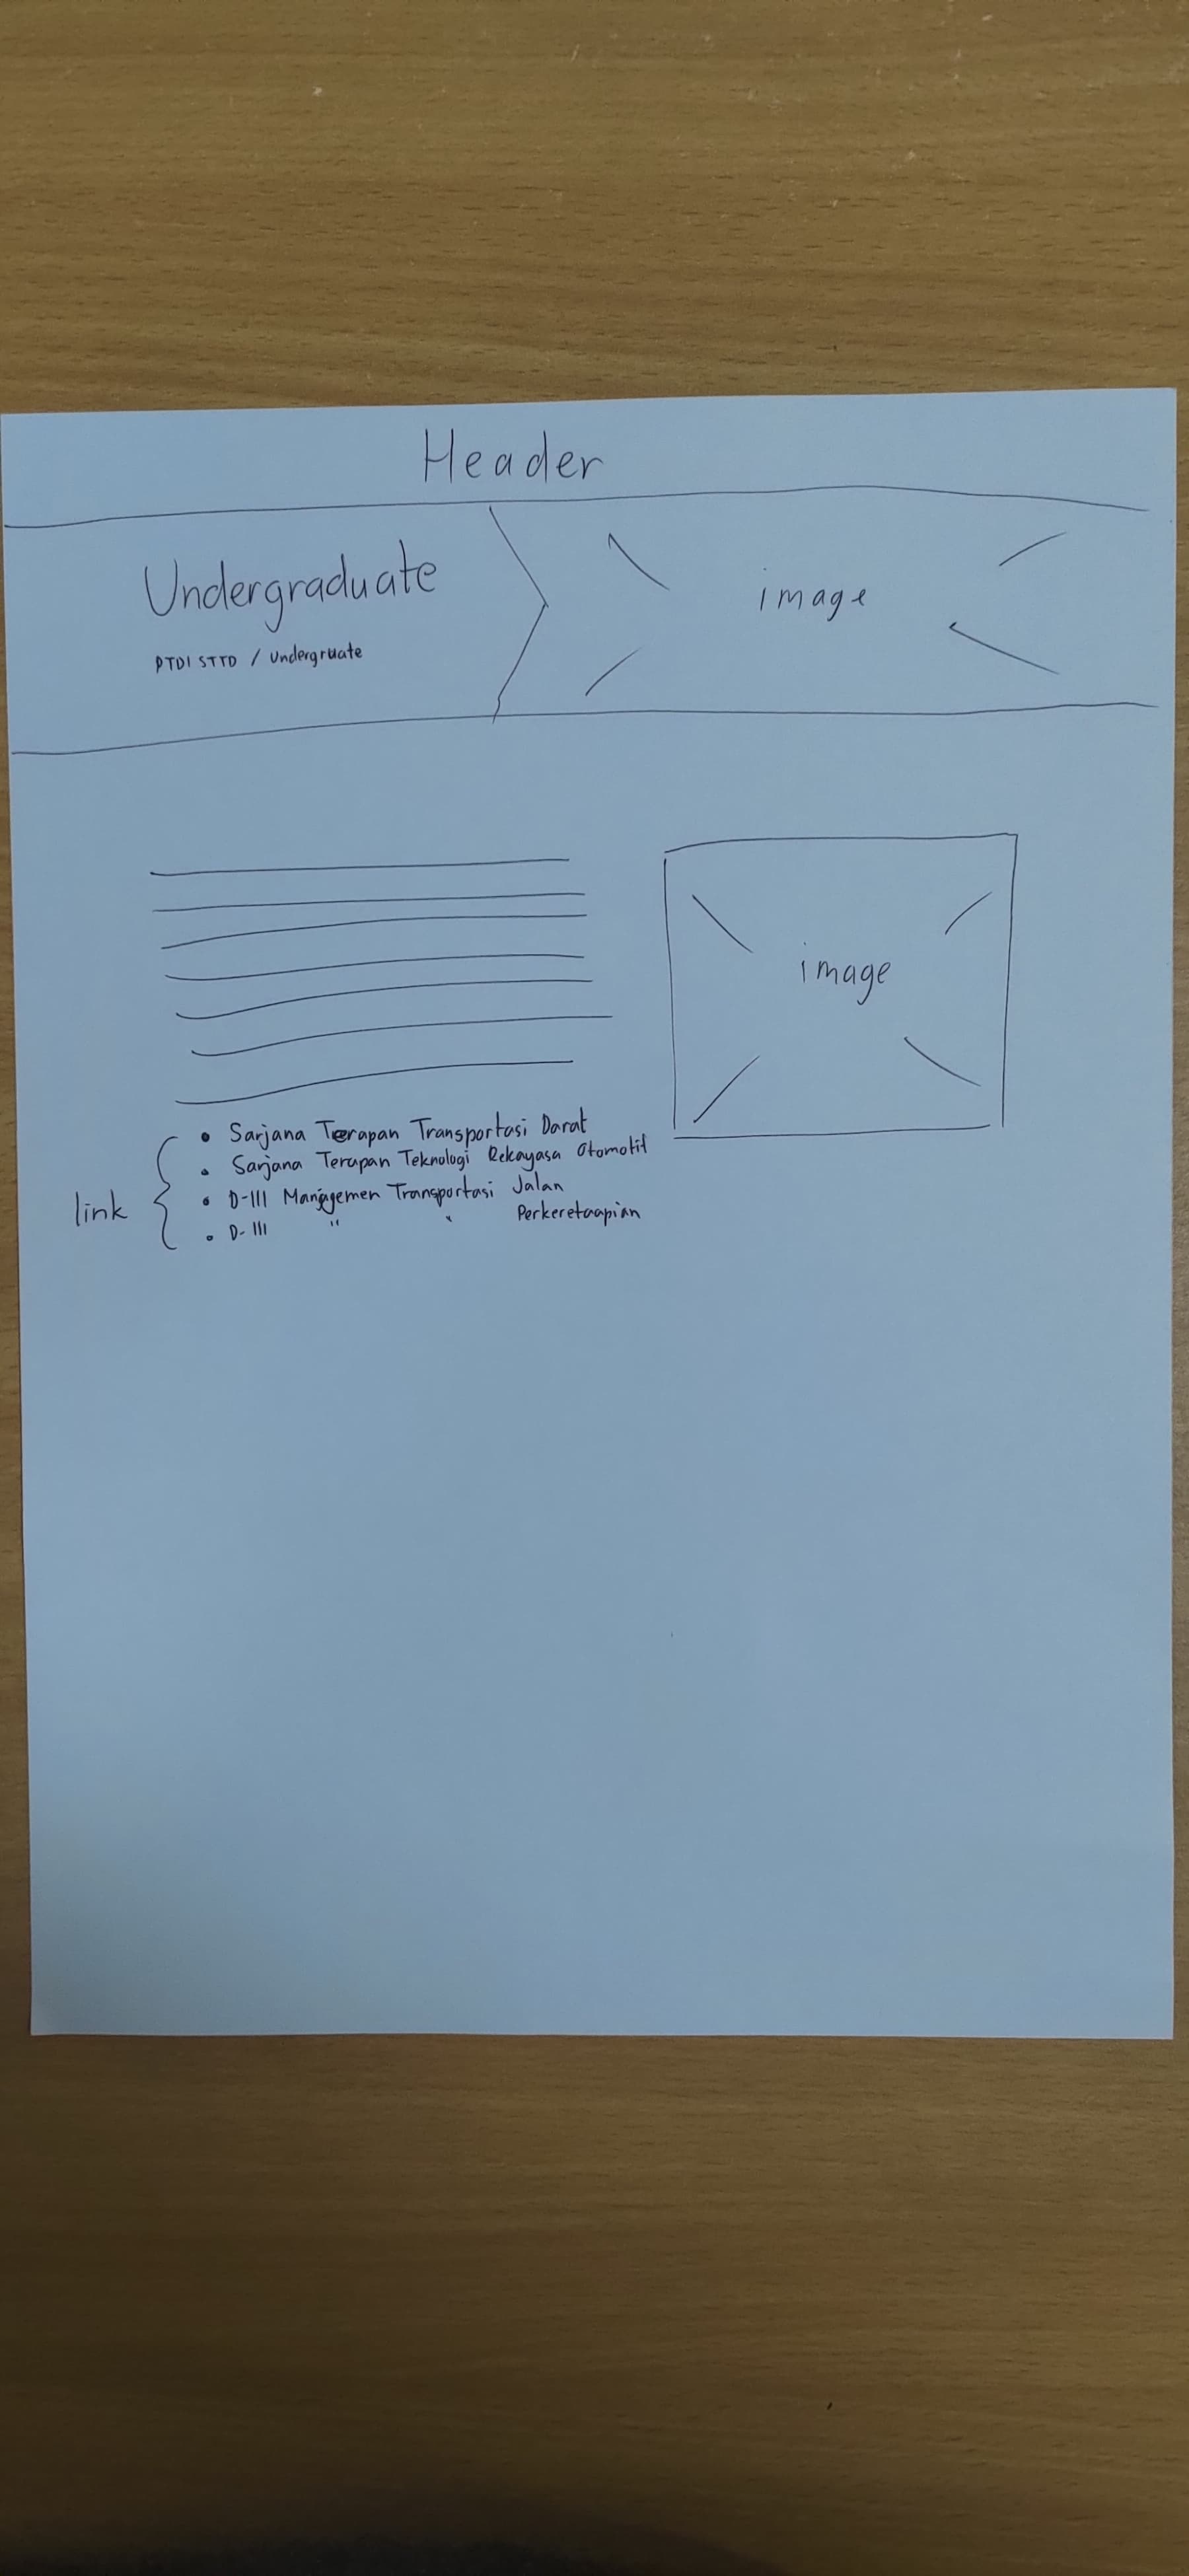 Header
Undergraduate
PTDI STTD / Undergruate
image
image
link
• Sarjana Terapan Transportasi Darat
• Sarjana Terapan Teknologi Rekayasa Otomotif
• D-III Manajemen Transportasi Jalan
• D-III " " Perkeretaapian